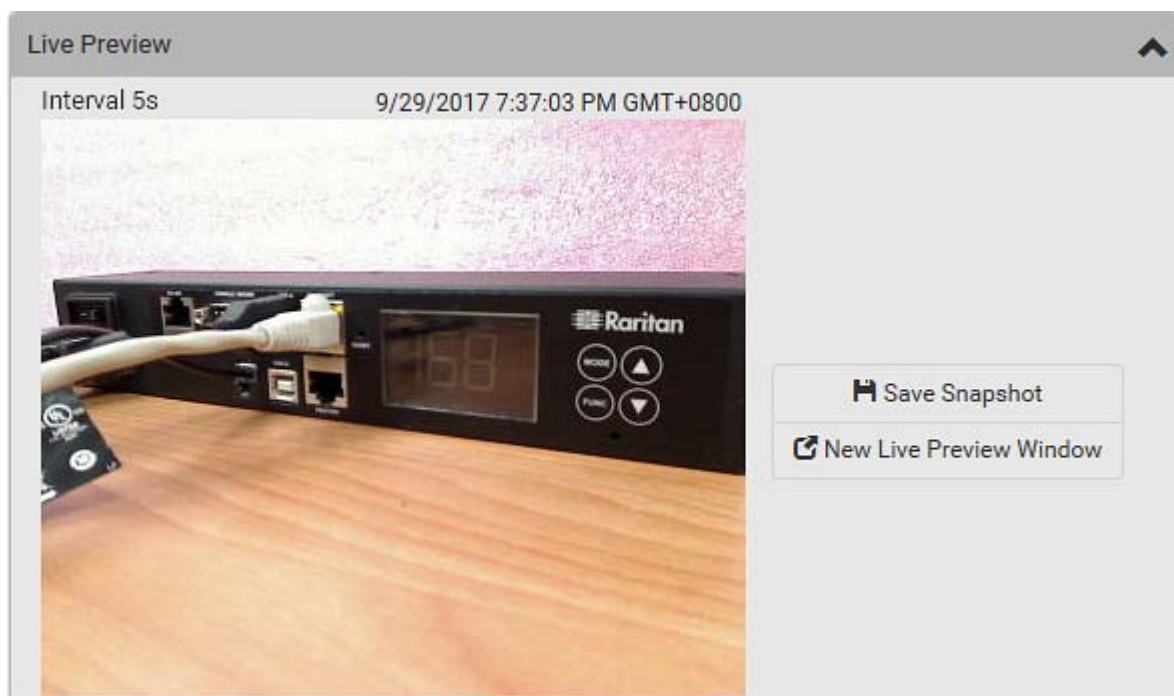 Live Preview
Interval 5s
9/29/2017 7:37:03 PM GMT+0800
Raritan
MODE
FUNC
Save Snapshot
New Live Preview Window